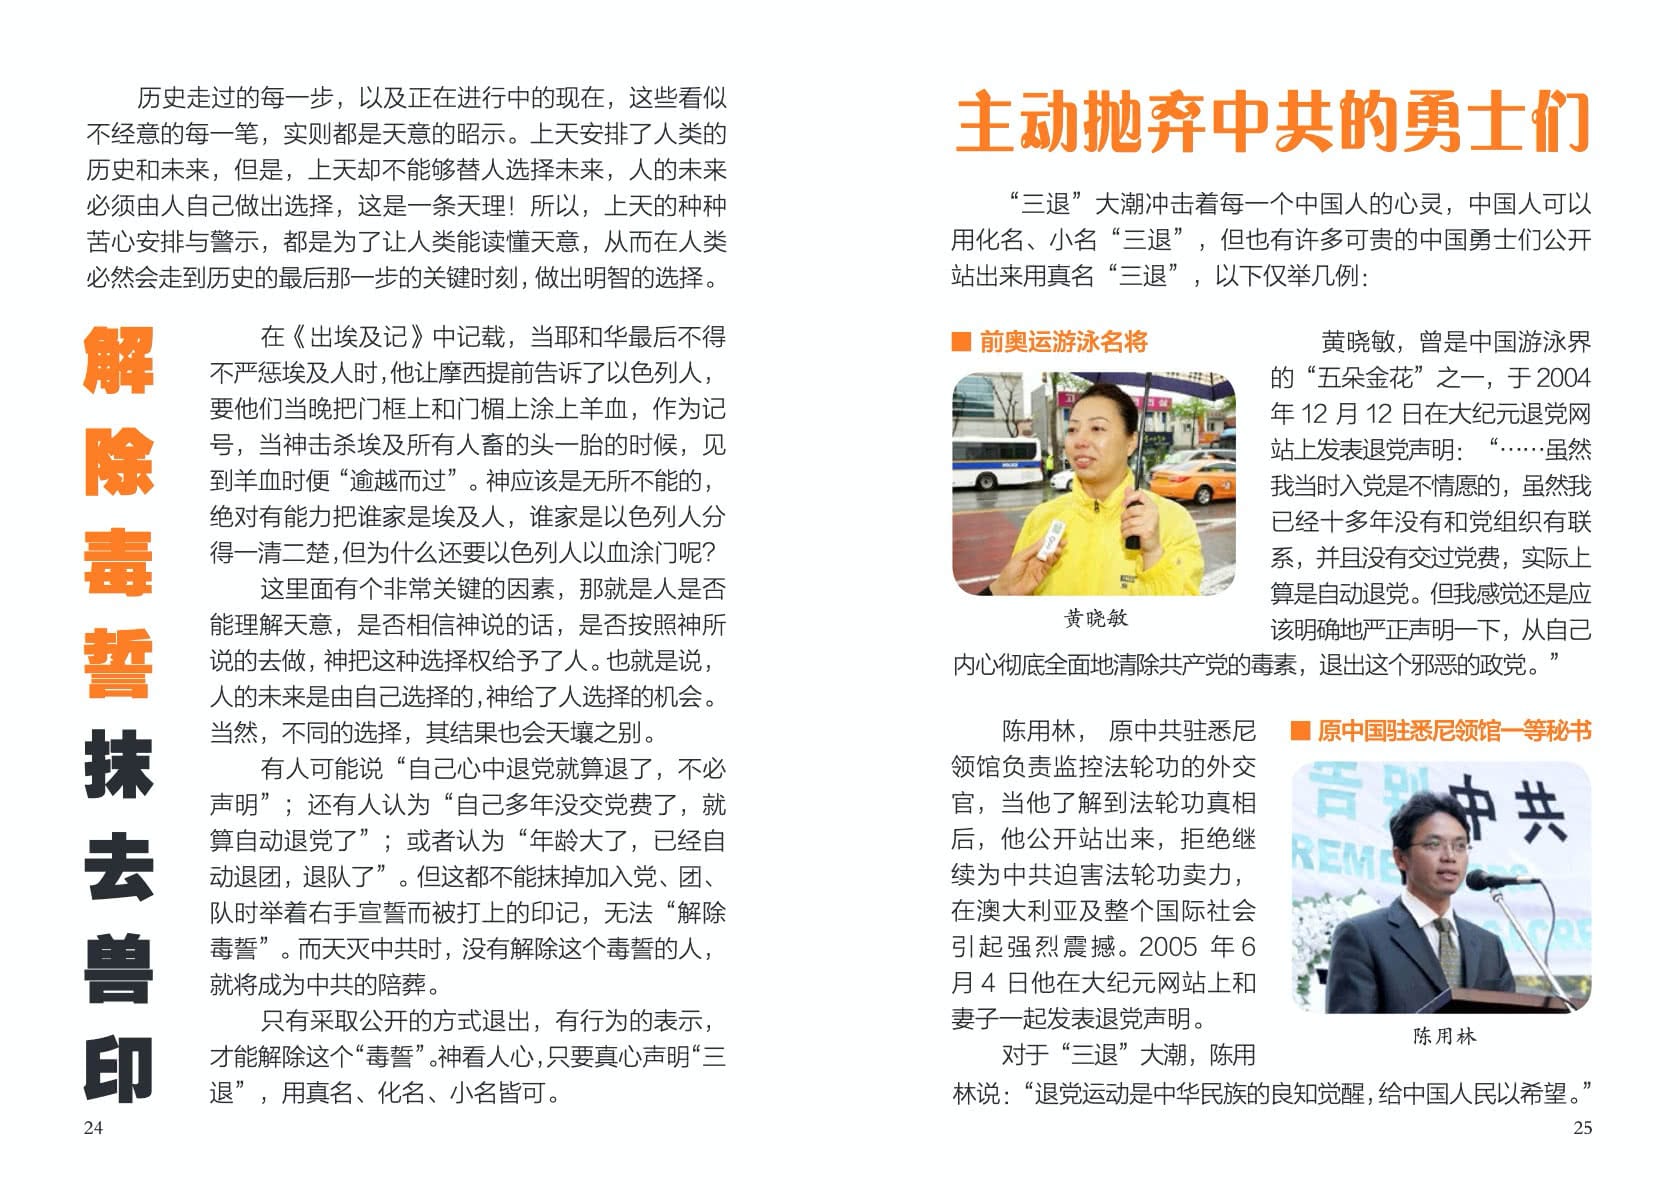 历史走过的每一步，以及正在进行中的现在，这些看似
不经意的每一笔，实则都是天意的昭示。上天安排了人类的
历史和未来，但是，上天却不能够替人选择未来，人的未来
必须由人自己做出选择，这是一条天理！所以，上天的种种
苦心安排与警示，都是为了让人类能读懂天意，从而在人类
必然会走到历史的最后那一步的关键时刻，做出明智的选择。
解除毒誓抹去兽印
在《出埃及记》中记载，当耶和华最后不得
不严惩埃及人时，他让摩西提前告诉了以色列人，
要他们当晚把门框上和门楣上涂上羊血，作为记
号，当神击杀埃及所有人畜的头一胎的时候，见
到羊血时便“逾越而过”。神应该是无所不能的，
绝对有能力把谁家是埃及人，谁家是以色列人分
得一清二楚，但为什么还要以色列人以血涂门呢？
这里面有个非常关键的因素，那就是人是否
能理解天意，是否相信神说的话，是否按照神所
说的去做，神把这种选择权给予了人。也就是说，
人的未来是由自己选择的，神给了人选择的机会。
当然，不同的选择，其结果也会天壤之别。
有人可能说“自己心中退党就算退了，不必
声明”；还有人认为“自己多年没交党费了，就
算自动退党了”；或者认为“年龄大了，已经自
动退团，退队了”。但这都不能抹掉加入党、团、
队时举着右手宣誓而被打上的印记，无法“解除
毒誓”。而天灭中共时，没有解除这个毒誓的人，
就将成为中共的陪葬。
只有采取公开的方式退出，有行为的表示，
才能解除这个“毒誓”。神看人心，只要真心声明“三
退”，用真名、化名、小名皆可。
24
主动抛弃中共的勇士们
“三退”大潮冲击着每一个中国人的心灵，中国人可以
用化名、小名“三退”，但也有许多可贵的中国勇士们公开
站出来用真名“三退”，以下仅举几例：
■ 前奥运游泳名将
黄晓敏
黄晓敏，曾是中国游泳界
的“五朵金花”之一，于2004
年 12 月 12 日在大纪元退党网
站上发表退党声明：“……虽然
我当时入党是不情愿的，虽然我
已经十多年没有和党组织有联
系，并且没有交过党费，实际上
算是自动退党。但我感觉还是应
该明确地严正声明一下，从自己
内心彻底全面地清除共产党的毒素，退出这个邪恶的政党。”
陈用林， 原中共驻悉尼
领馆负责监控法轮功的外交
官，当他了解到法轮功真相
后，他公开站出来，拒绝继
续为中共迫害法轮功卖力，
在澳大利亚及整个国际社会
引起强烈震撼。2005 年 6
月 4 日他在大纪元网站上和
妻子一起发表退党声明。
对于“三退”大潮，陈用
林说：“退党运动是中华民族的良知觉醒，给中国人民以希望。”
■ 原中国驻悉尼领馆一等秘书
告别中共
陈用林
25